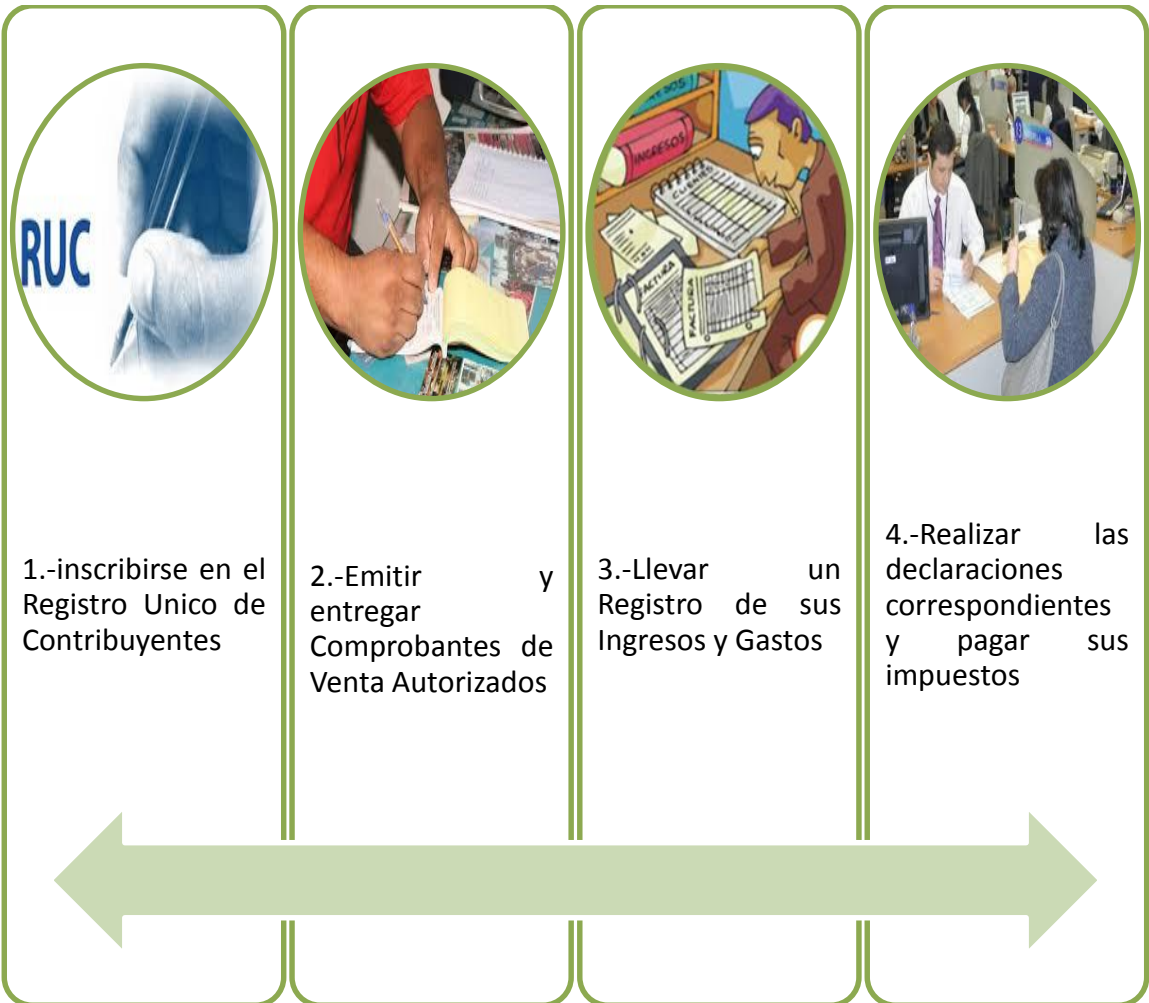 RUC
INGRESOS
FACTURA
FACTURA
1.-inscribirse en el
Registro Unico de
Contribuyentes
2.-Emitir y
entregar
Comprobantes de
Venta Autorizados
3.-Llevar un
Registro de sus
Ingresos y Gastos
4.-Realizar las
declaraciones
correspondientes
y pagar sus
impuestos